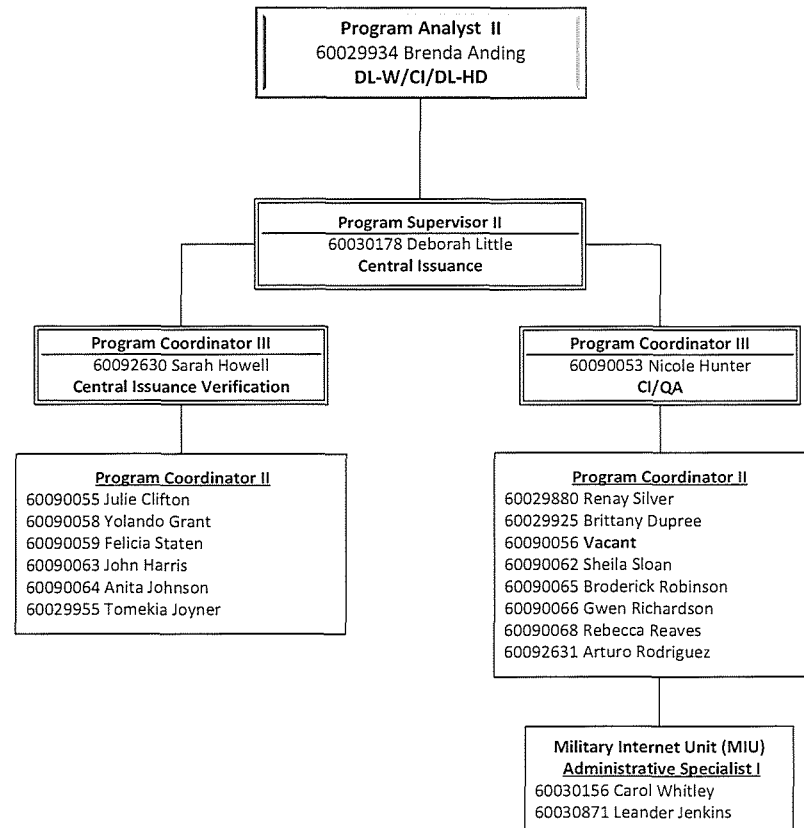 Program Analyst II
60029934 Brenda Anding
DL-W/CI/DL-HD
Program Supervisor II
60030178 Deborah Little
Central Issuance
Program Coordinator III
60092630 Sarah Howell
Central Issuance Verification
Program Coordinator II
60090055 Julie Clifton
60090058 Yolando Grant
60090059 Felicia Staten
60090063 John Harris
60090064 Anita Johnson
60029955 Tomekia Joyner
Program Coordinator III
60090053 Nicole Hunter
CI/QA
Program Coordinator II
60029880 Renay Silver
60029925 Brittany Dupree
60090056 Vacant
60090062 Sheila Sloan
60090065 Broderick Robinson
60090066 Gwen Richardson
60090068 Rebecca Reaves
60092631 Arturo Rodriguez
Military Internet Unit (MIU)
Administrative Specialist I
60030156 Carol Whitley
60030871 Leander Jenkins